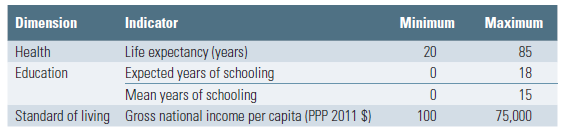 Dimension Indicator Minimum Maximum
Health Life expectancy (years) 20 85
Education Expected years of schooling 0 18
Mean years of schooling 0 15
Standard of living Gross national income per capita (PPP 2011 $) 100 75,000